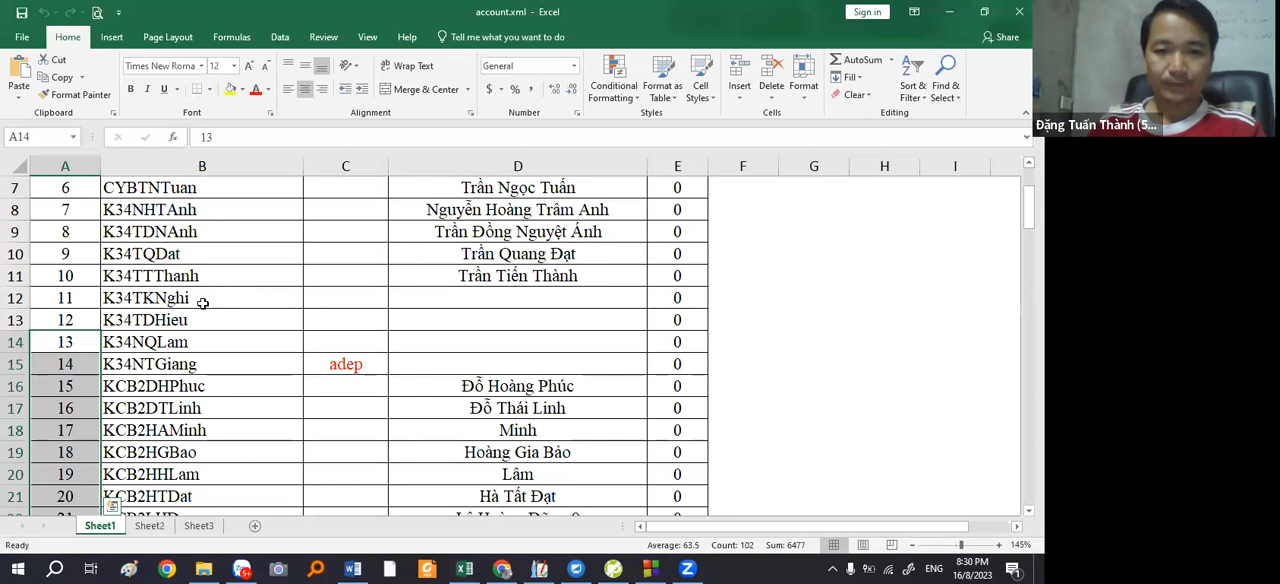 account.xml - Excel
Sign in
File Home Insert Page Layout Formulas Data Review View Help Tell me what you want to do Share
Paste
Cut
Copy
Format Painter
Clipboard
Times New Roma 12
B I U
Font
Wrap Text
Merge & Center
Alignment
General
$ % ,
Number
Conditional Formatting
Format as Table
Cell Styles
Styles
Insert
Delete
Format
Cells
AutoSum
Fill
Clear
Sort & Filter
Find & Select
Editing
Đặng Tuấn Thành (5...
A14 fx 13
A B C D E F G H I
7 6 CYBTNTuan Trần Ngọc Tuấn 0
8 7 K34NHTAnh Nguyễn Hoàng Trâm Anh 0
9 8 K34TDNAnh Trần Đồng Nguyệt Ánh 0
10 9 K34TQDat Trần Quang Đạt 0
11 10 K34TTThanh Trần Tiến Thành 0
12 11 K34TKNghi 0
13 12 K34TDHieu 0
14 13 K34NQLam 0
15 14 K34NTGiang adep 0
16 15 KCB2DHPhuc Đỗ Hoàng Phúc 0
17 16 KCB2DTLinh Đỗ Thái Linh 0
18 17 KCB2HAMinh Minh 0
19 18 KCB2HGBao Hoàng Gia Bảo 0
20 19 KCB2HHLam Lâm 0
21 20 KCB2HTDat Hà Tất Đạt 0
Sheet1 Sheet2 Sheet3
Ready Average: 63.5 Count: 102 Sum: 6477 145%
ENG 8:30 PM
16/8/2023